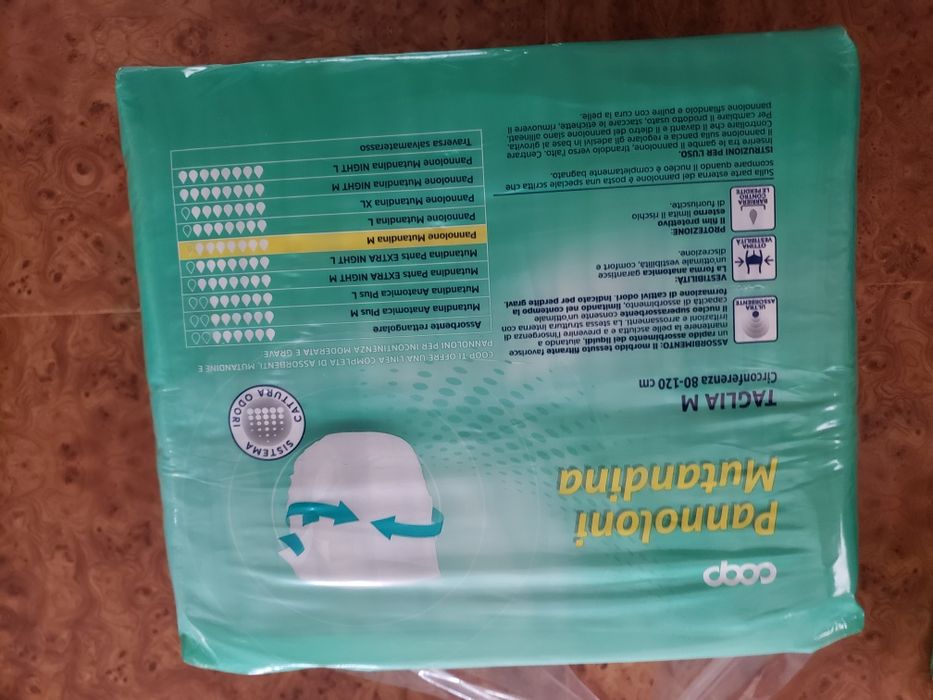 coop
Pannoloni
Mutandina
TAGLIA M
Circonferenza 80-120 cm
SISTEMA
CATTURA ODORI
ULTRA
ASSORBENTE
ASSORBIMENTO: Il morbido tessuto filtrante favorisce
un rapido assorbimento dei liquidi, aiutando a
mantenere la pelle asciutta e a prevenire l'insorgenza di
irritazioni e arrossamenti. La stessa struttura interna con
il nucleo superassorbente consente un'ottimale
capacità di assorbimento, limitando nel contempo la
formazione di cattivi odori. Indicato per perdite gravi.
OTTIMA
VESTIBILITÀ
VESTIBILITÀ:
La forma anatomica garantisce
un'ottimale vestibilità, comfort e
discrezione.
BARRIERA
CONTRO
LE PERDITE
PROTEZIONE:
Il film protettivo
esterno limita il rischio
di fuoriuscite.
Sulla parte esterna del pannolone è posta una speciale scritta che
scompare quando il nucleo è completamente bagnato.
ISTRUZIONI PER L'USO.
Inserire tra le gambe il pannolone, tirandolo verso l'alto. Centrare
il pannolone sulla pancia e regolare gli adesivi in base al girovita.
Controllare che il davanti e il dietro del pannolone siano allineati.
Per cambiare il prodotto usato, staccare le etichette, rimuovere il
pannolone sfilandolo e pulire con cura la pelle.
COOP TI OFFRE UNA LINEA COMPLETA DI ASSORBENTI, MUTANDINE E
PANNOLONI PER INCONTINENZA MODERATA E GRAVE
Assorbente rettangolare
Mutandina Anatomica Plus M
Mutandina Anatomica Plus L
Mutandina Pants EXTRA NIGHT M
Mutandina Pants EXTRA NIGHT L
Pannolone Mutandina M
Pannolone Mutandina L
Pannolone Mutandina XL
Pannolone Mutandina NIGHT M
Pannolone Mutandina NIGHT L
Traversa salvamaterasso